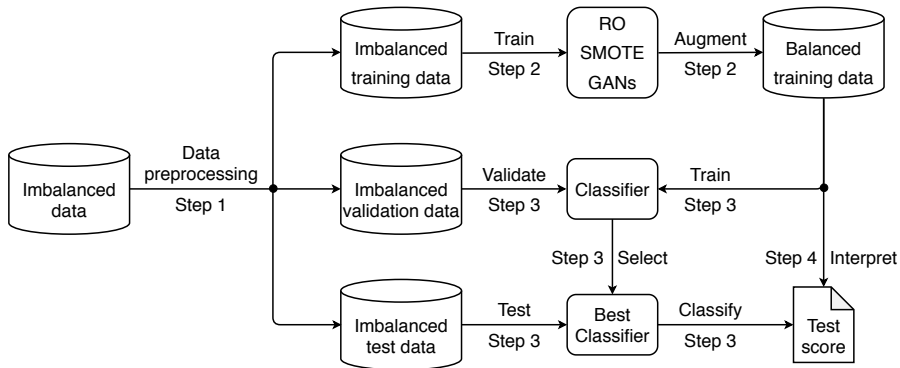 Imbalanced
training data
Train
Step 2
RO
SMOTE
GANs
Augment
Step 2
Balanced
training data
Imbalanced
data
Data
preprocessing
Step 1
Imbalanced
validation data
Validate
Step 3
Classifier
Train
Step 3
Step 3
Select
Step 4
Interpret
Imbalanced
test data
Test
Step 3
Best
Classifier
Classify
Step 3
Test
score